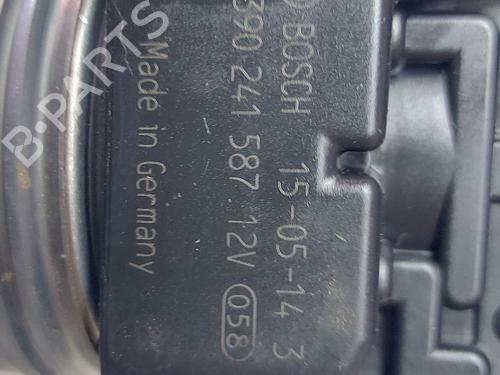 BOSCH 15-05-14 3
390 241 587 12V 058
Made in Germany
B-PARTS